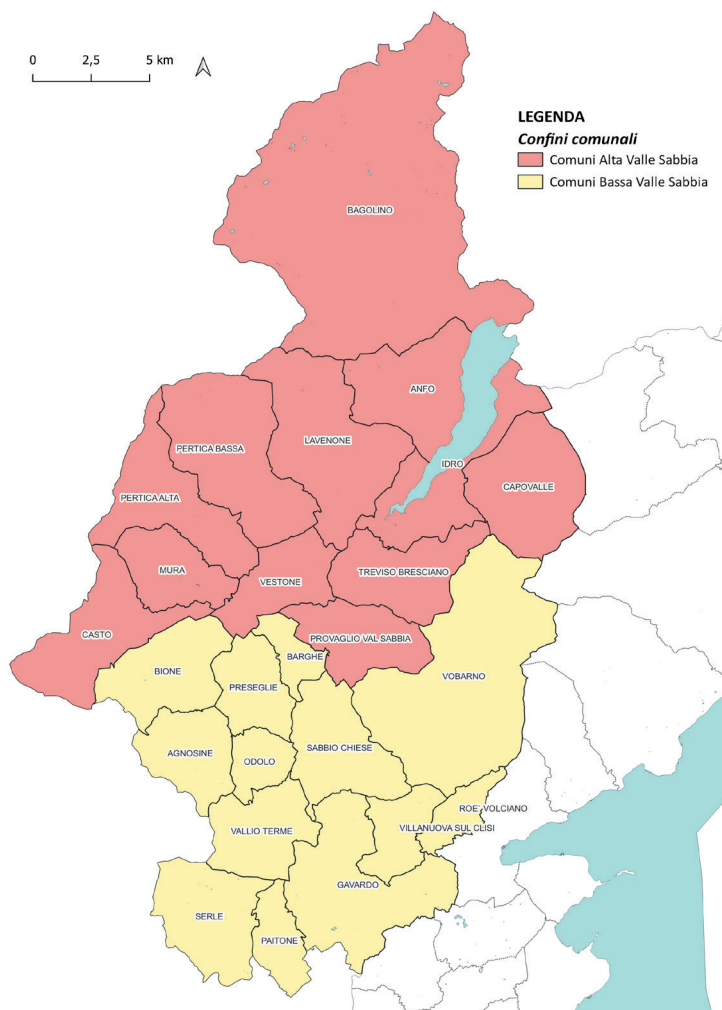 0 2,5 5 km
LEGENDA
Confini comunali
Comuni Alta Valle Sabbia
Comuni Bassa Valle Sabbia
BAGOLINO
ANFO
LAVENONE
PERTICA BASSA
IDRO
CAPOVALLE
PERTICA ALTA
MURA
TREVISO BRESCIANO
VESTONE
CASTO
PROVAGLIO VAL SABBIA
BARGHE
BIONE
VOBARNO
PRESEGLIE
SABBIO CHIESE
AGNOSINE
ODOLO
ROE' VOLCIANO
VILLANUOVA SUL CLISI
VALLIO TERME
GAVARDO
SERLE
PAITONE